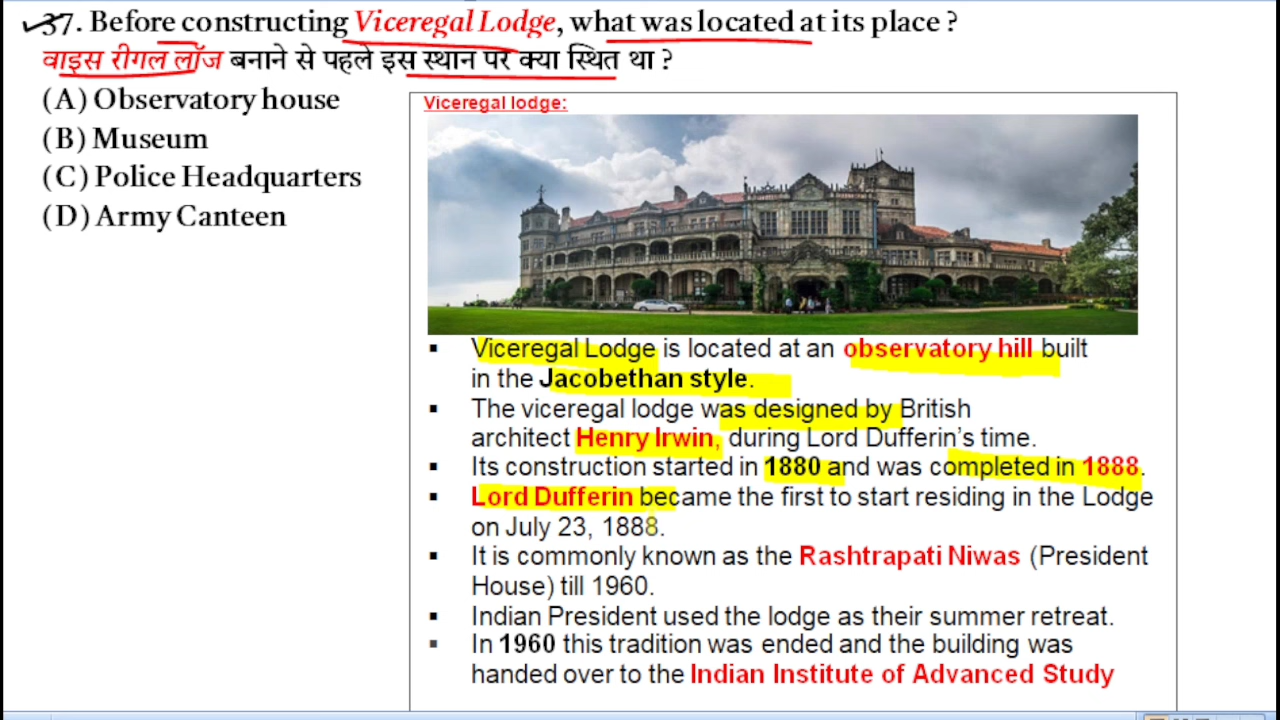 37. Before constructing Viceregal Lodge, what was located at its place ?
वाइस रीगल लॉज बनाने से पहले इस स्थान पर क्या स्थित था ?
(A) Observatory house
(B) Museum
(C) Police Headquarters
(D) Army Canteen
Viceregal lodge:
▪ Viceregal Lodge is located at an observatory hill built
in the Jacobethan style.
▪ The viceregal lodge was designed by British
architect Henry Irwin, during Lord Dufferin's time.
▪ Its construction started in 1880 and was completed in 1888.
▪ Lord Dufferin became the first to start residing in the Lodge
on July 23, 1888.
▪ It is commonly known as the Rashtrapati Niwas (President
House) till 1960.
▪ Indian President used the lodge as their summer retreat.
▪ In 1960 this tradition was ended and the building was
handed over to the Indian Institute of Advanced Study